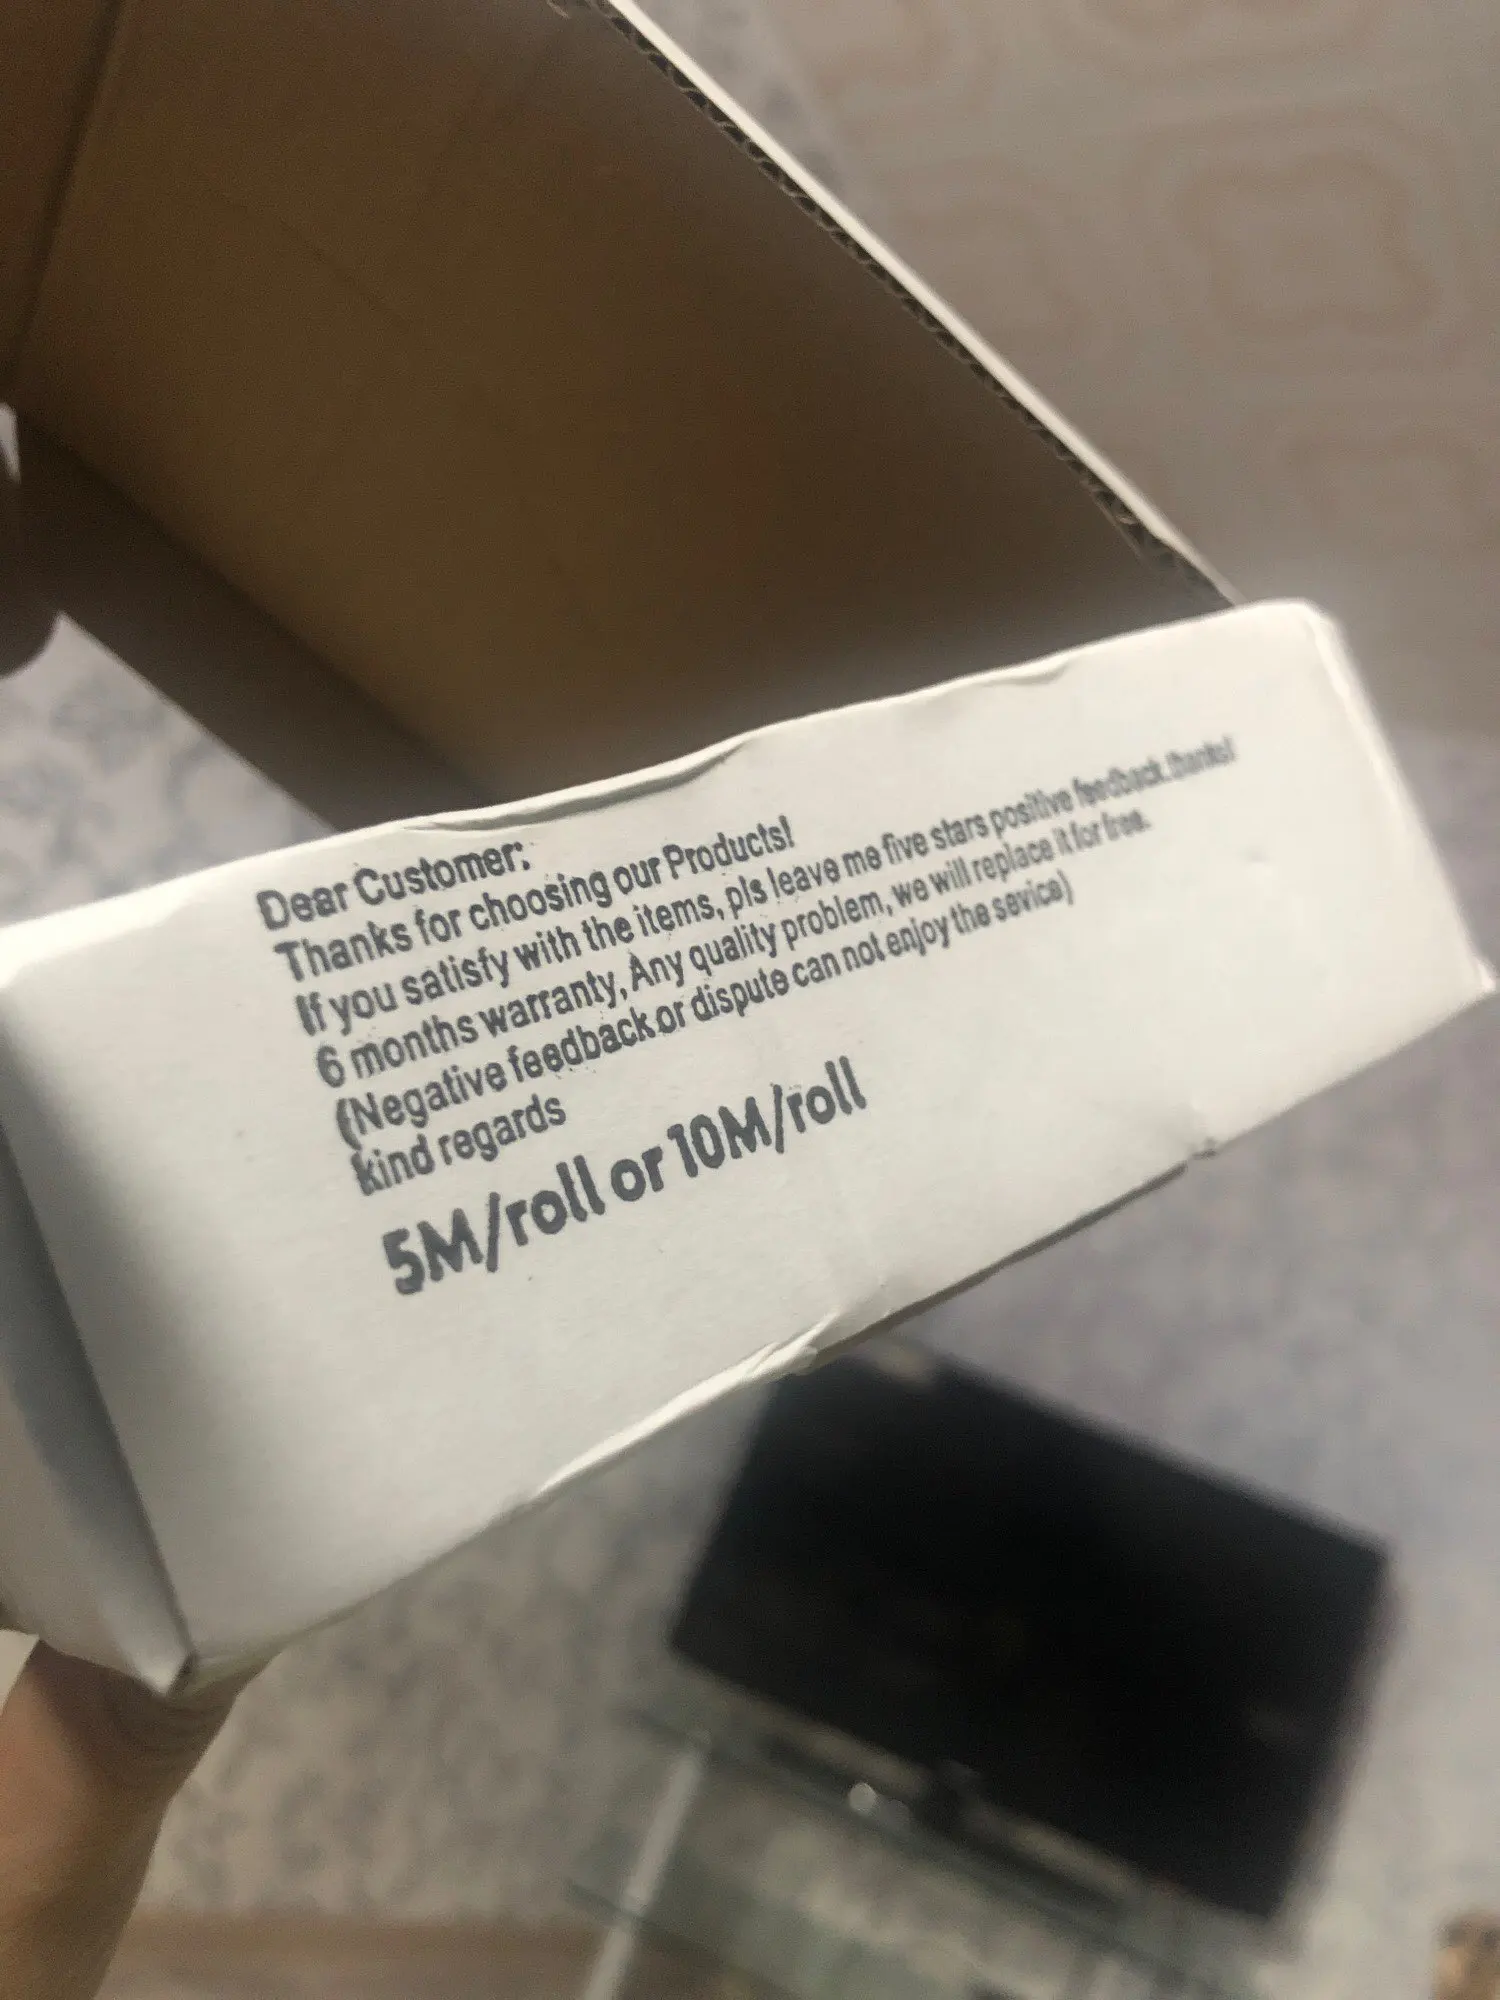 Dear Customer:
Thanks for choosing our Products!
If you satisfy with the items, pls leave me five stars positive feedback. thanks!
6 months warranty, Any quality problem, we will replace it for free.
(Negative feedback or dispute can not enjoy the sevice)
kind regards
5M/roll or 10M/roll